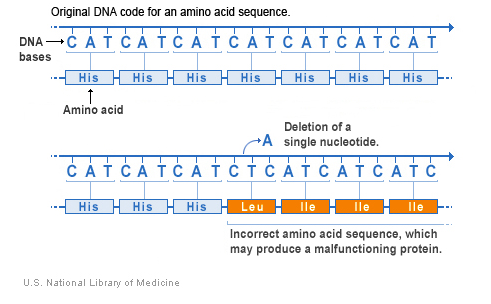 Original DNA code for an amino acid sequence.
DNA bases
C A T C A T C A T C A T C A T C A T C A T
His His His His His His His
Amino acid
A
Deletion of a single nucleotide.
C A T C A T C A T C T C A T C A T C A T C
His His His Leu Ile Ile Ile
Incorrect amino acid sequence, which
may produce a malfunctioning protein.
U.S. National Library of Medicine